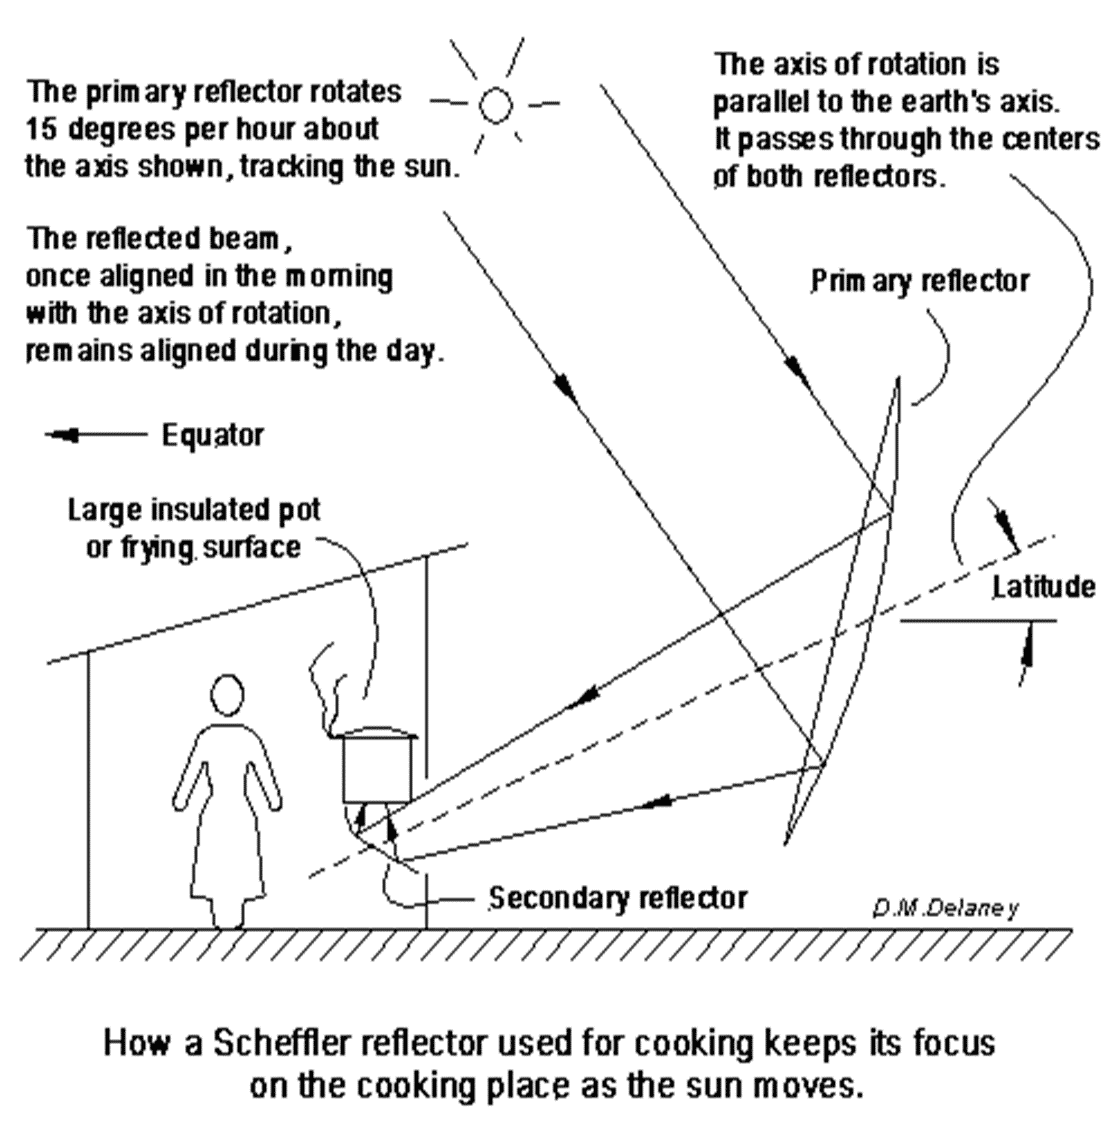 The primary reflector rotates
15 degrees per hour about
the axis shown, tracking the sun.
The axis of rotation is
parallel to the earth's axis.
It passes through the centers
of both reflectors.
The reflected beam,
once aligned in the morning
with the axis of rotation,
remains aligned during the day.
Primary reflector
Equator
Large insulated pot
or frying surface
Latitude
Secondary reflector
D.M.Delaney
How a Scheffler reflector used for cooking keeps its focus
on the cooking place as the sun moves.